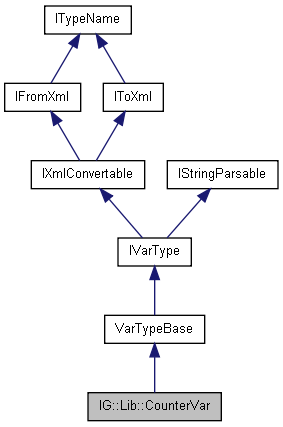 ITypeName
IFromXml
IToXml
IXmlConvertable
IStringParsable
IVarType
VarTypeBase
IG::Lib::CounterVar